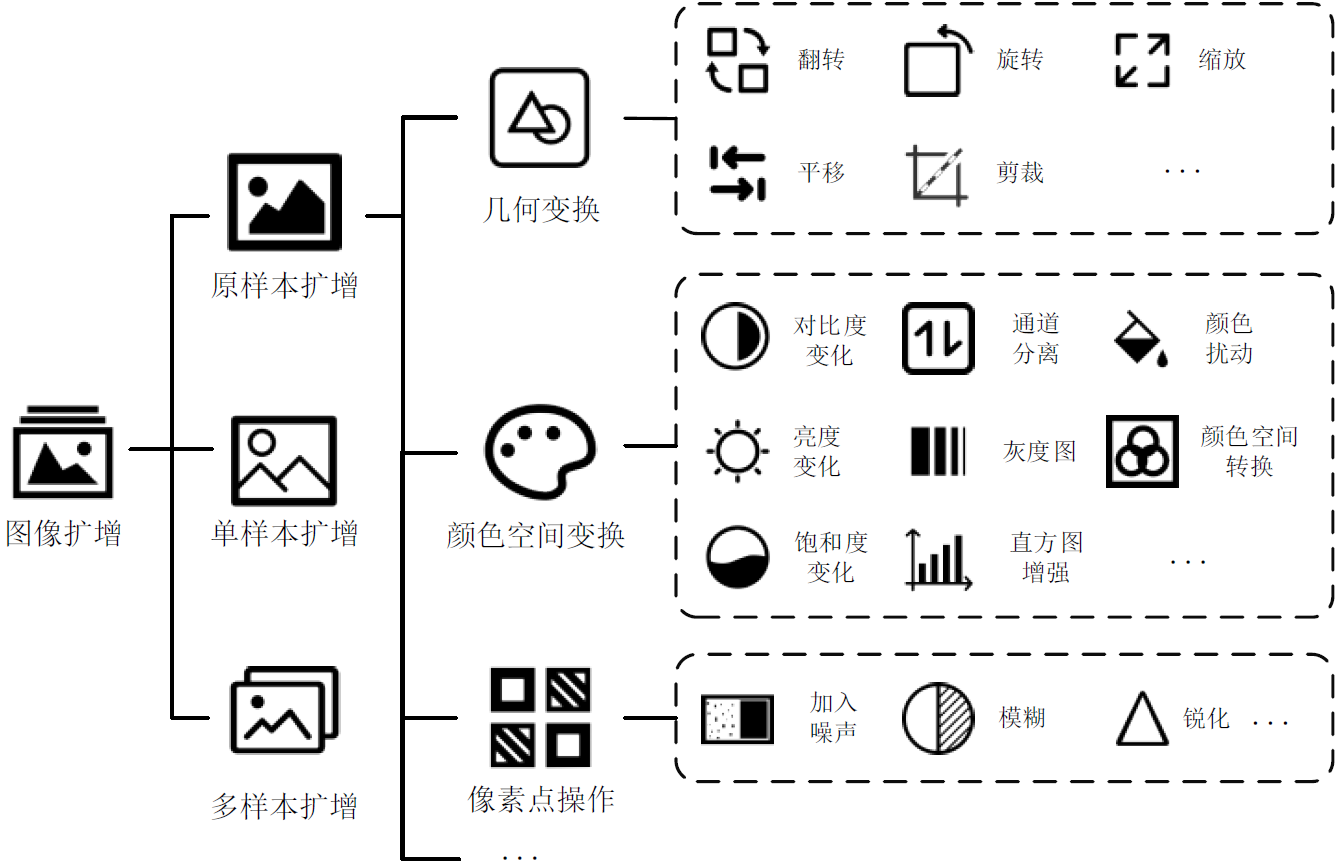 翻转
旋转
缩放
平移
剪裁
...
几何变换
原样本扩增
对比度
变化
通道
分离
颜色
扰动
亮度
变化
灰度图
颜色空间
转换
饱和度
变化
直方图
增强
...
图像扩增
单样本扩增
颜色空间变换
加入
噪声
模糊
锐化 ...
多样本扩增
像素点操作
...